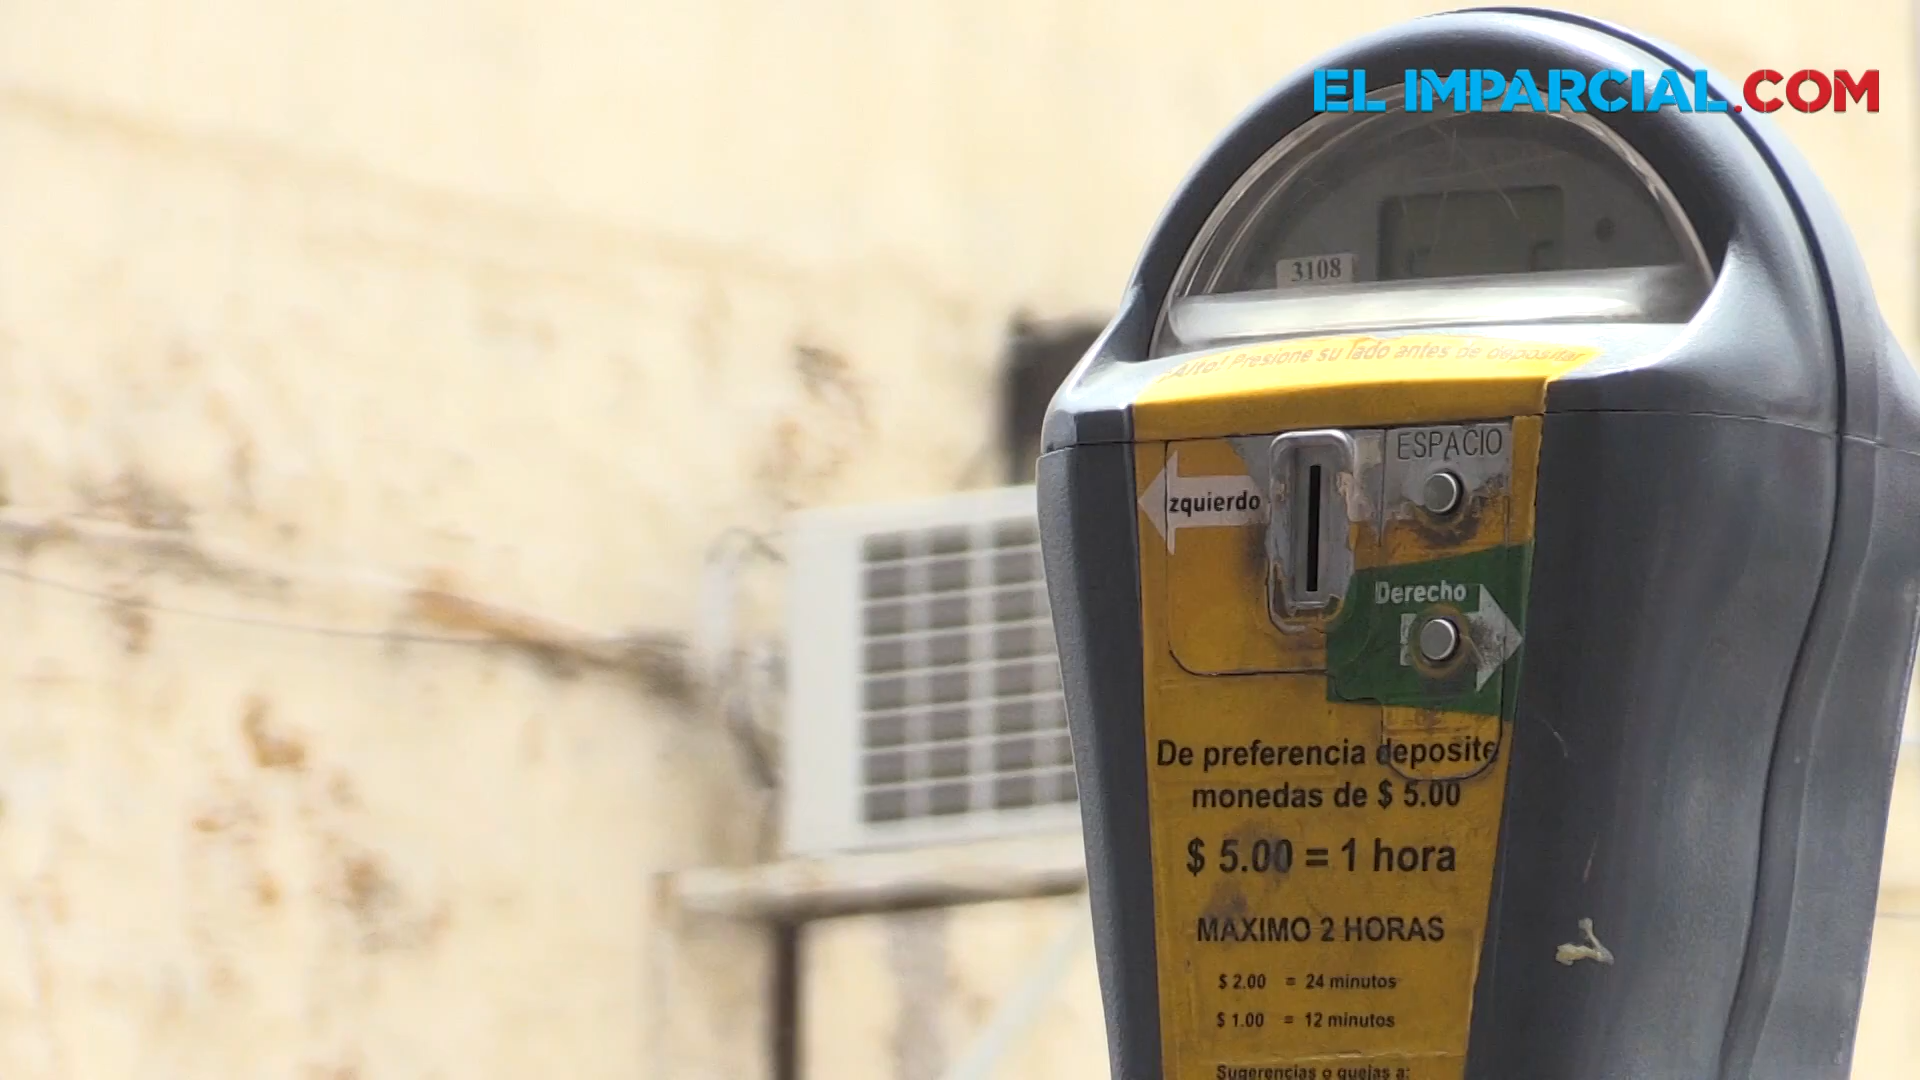 EL IMPARCIAL.COM
3108
¡Alto! Presione su lado antes de depositar
ESPACIO
zquierdo
Derecho
De preferencia deposite
monedas de $ 5.00
$ 5.00 = 1 hora
MAXIMO 2 HORAS
$ 2.00 = 24 minutos
$ 1.00 = 12 minutos
Sugerencias o quejas a: